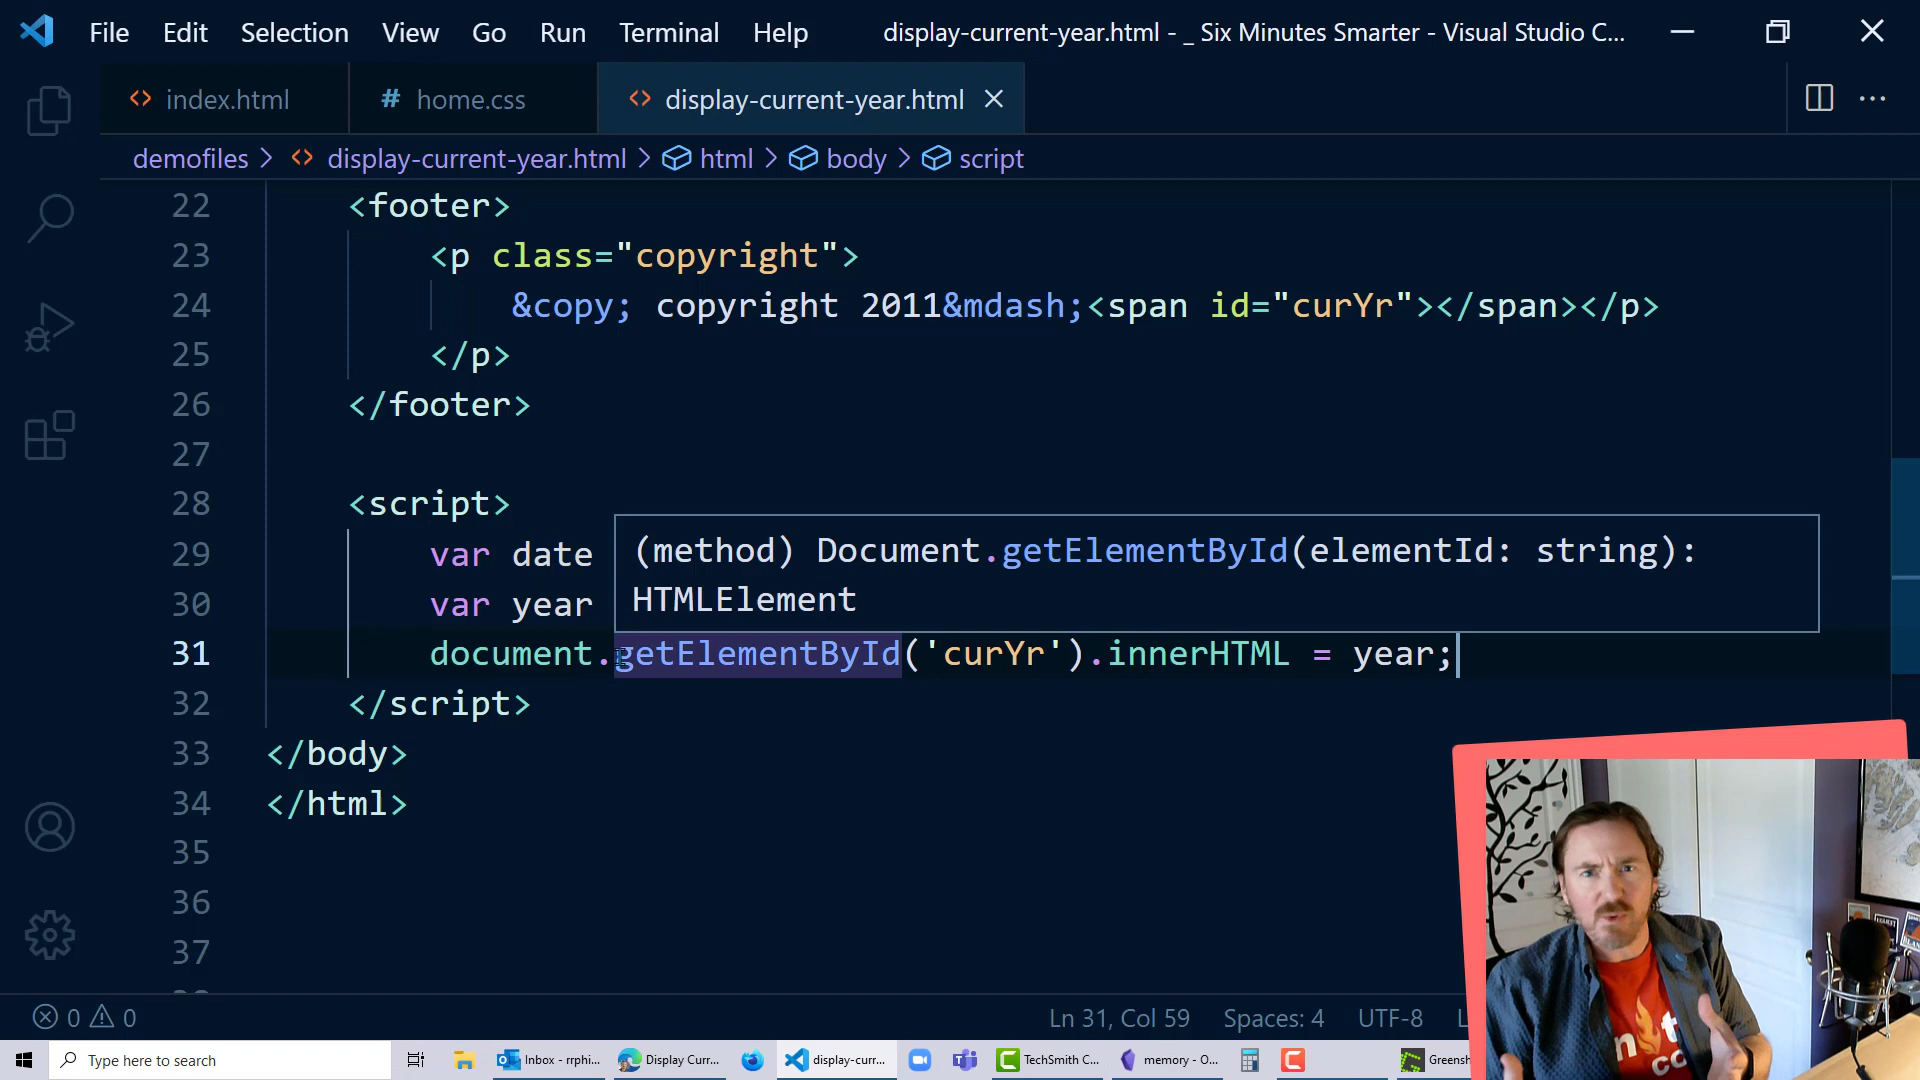 File Edit Selection View Go Run Terminal Help display-current-year.html - _ Six Minutes Smarter - Visual Studio C...
index.html # home.css display-current-year.html
demofiles > display-current-year.html > html > body > script
22 <footer>
23 <p class="copyright">
24 &copy; copyright 2011&mdash;<span id="curYr"></span></p>
25 </p>
26 </footer>
27
28 <script>
29 var date
(method) Document.getElementById(elementId: string):
HTMLElement
30 var year
31 document.getElementById('curYr').innerHTML = year;
32 </script>
33 </body>
34 </html>
35
36
37
0 0 Ln 31, Col 59 Spaces: 4 UTF-8
Type here to search Inbox - rrphi... Display Curr... display-curr... TechSmith C... memory - O... Greensh